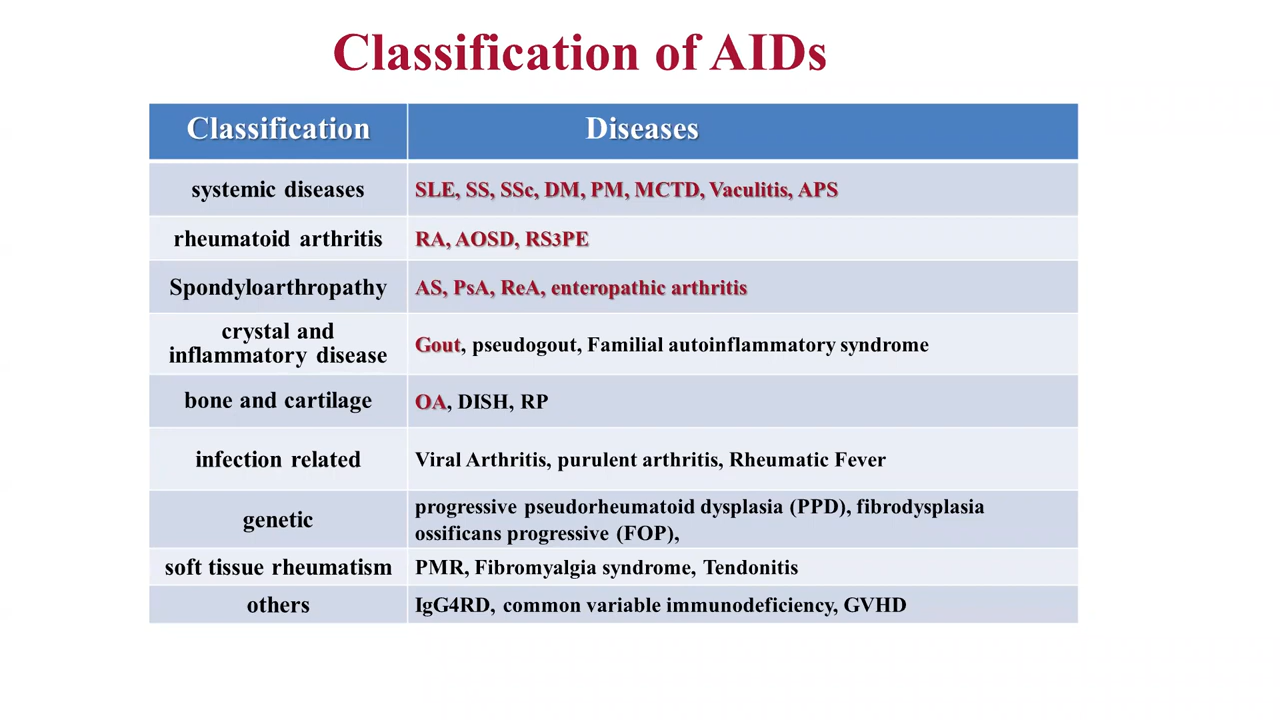 Classification of AIDs
Classification Diseases
systemic diseases SLE, SS, SSc, DM, PM, MCTD, Vaculitis, APS
rheumatoid arthritis RA, AOSD, RS3PE
Spondyloarthropathy AS, PsA, ReA, enteropathic arthritis
crystal and
inflammatory disease Gout, pseudogout, Familial autoinflammatory syndrome
bone and cartilage OA, DISH, RP
infection related Viral Arthritis, purulent arthritis, Rheumatic Fever
genetic progressive pseudorheumatoid dysplasia (PPD), fibrodysplasia
ossificans progressive (FOP),
soft tissue rheumatism PMR, Fibromyalgia syndrome, Tendonitis
others IgG4RD, common variable immunodeficiency, GVHD